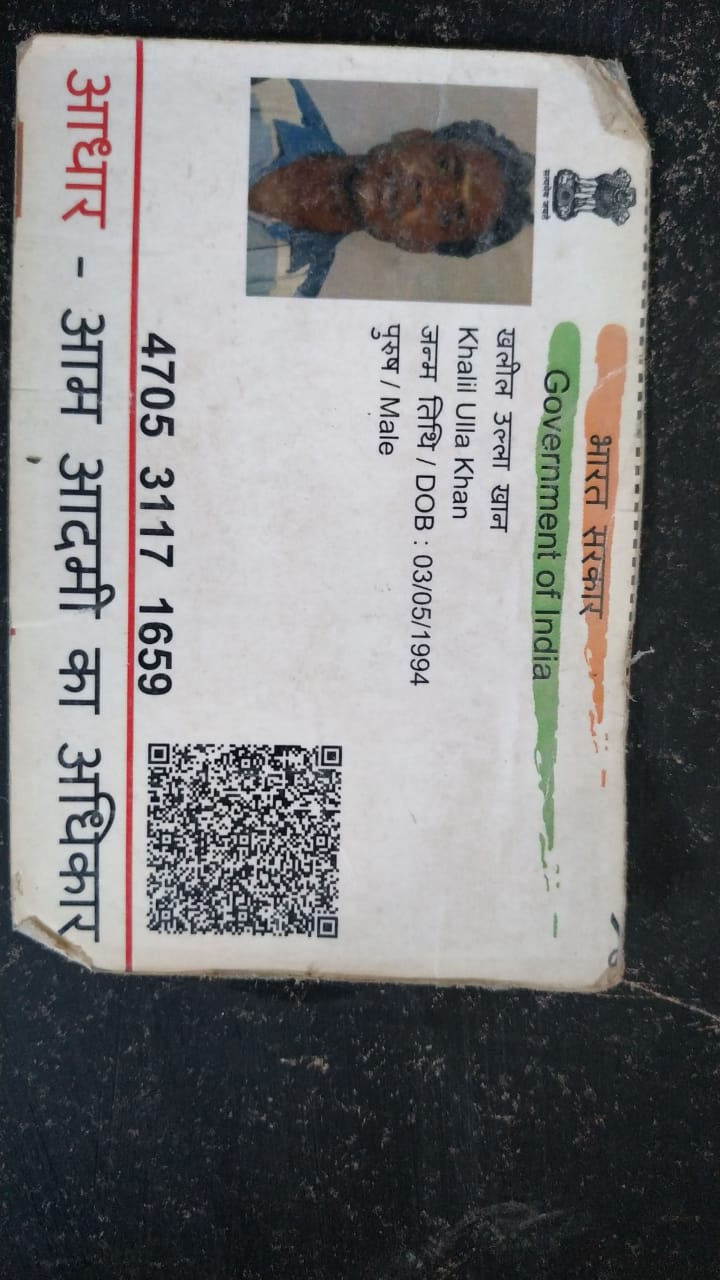 भारत सरकार
Government of India
सत्यमेव जयते
खलील उल्ला खान
Khalil Ulla Khan
जन्म तिथि / DOB : 03/05/1994
पुरुष / Male
4705 3117 1659
आधार - आम आदमी का अधिकार